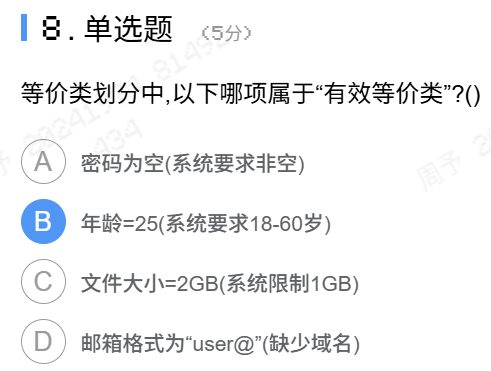 8. 单选题 (5分)
等价类划分中,以下哪项属于“有效等价类”?()
A 密码为空(系统要求非空)
B 年龄=25(系统要求18-60岁)
C 文件大小=2GB(系统限制1GB)
D 邮箱格式为“user@”(缺少域名)